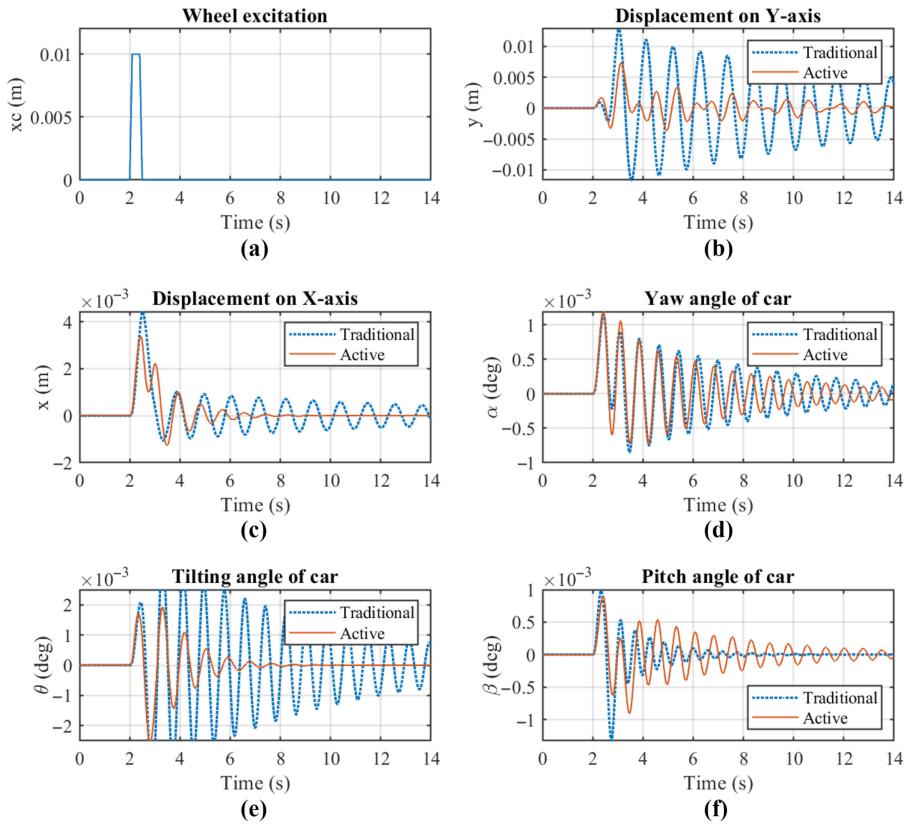 Wheel excitation
0.01
0.005
0
xc (m)
0 2 4 6 8 10 12 14
Time (s)
(a)
Displacement on Y-axis
0.01
0.005
0
−0.005
−0.01
y (m)
Traditional
Active
0 2 4 6 8 10 12 14
Time (s)
(b)
×10−3
Displacement on X-axis
4
2
0
−2
x (m)
Traditional
Active
0 2 4 6 8 10 12 14
Time (s)
(c)
×10−3
Yaw angle of car
1
0.5
0
−0.5
−1
α (deg)
Traditional
Active
0 2 4 6 8 10 12 14
Time (s)
(d)
×10−3
Tilting angle of car
2
1
0
−1
−2
θ (deg)
Traditional
Active
0 2 4 6 8 10 12 14
Time (s)
(e)
×10−3
Pitch angle of car
1
0.5
0
−0.5
−1
β (deg)
Traditional
Active
0 2 4 6 8 10 12 14
Time (s)
(f)